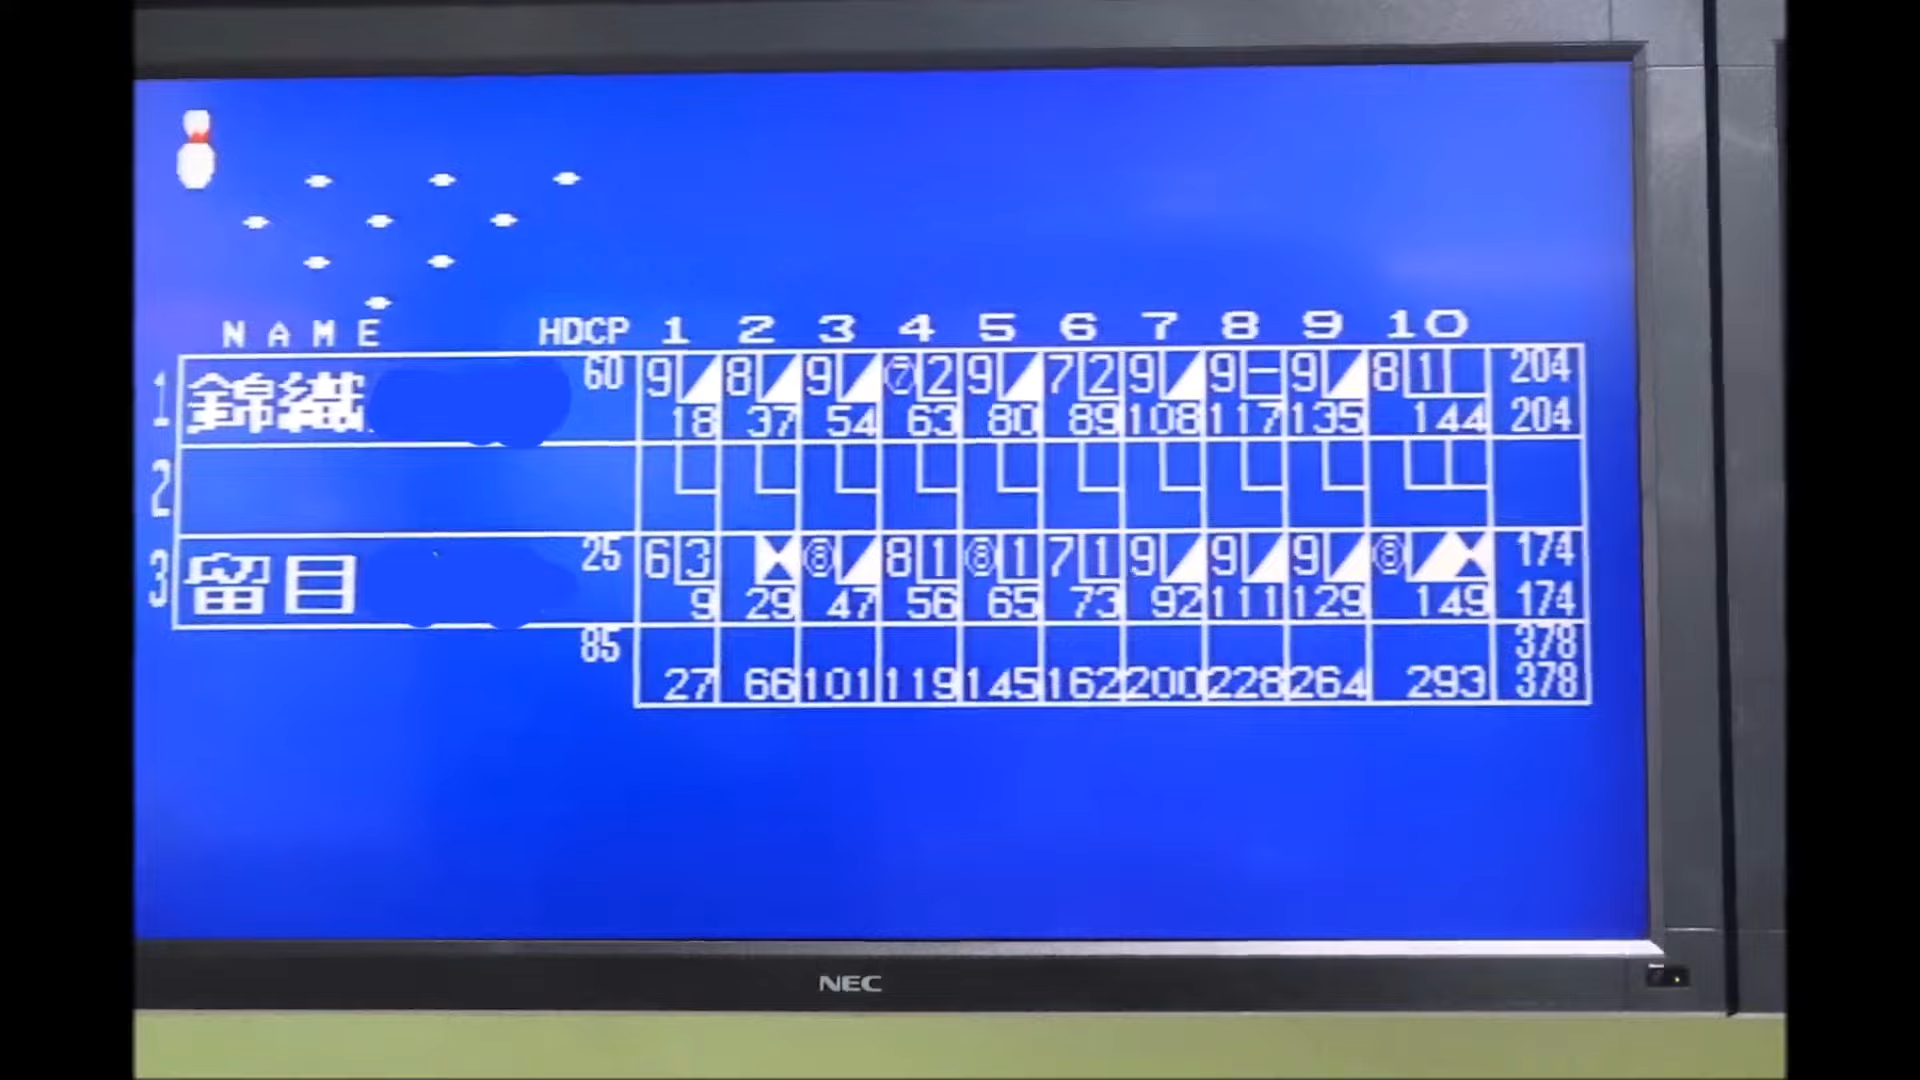 NAME HDCP 1 2 3 4 5 6 7 8 9 10
1 錦織 60 9 8 9 ⑦ 2 9 7 2 9 9 - 9 8 1 204
18 37 54 63 80 89 108 117 135 144 204
2
3 留目 25 6 3 ⑧ 8 1 ⑧ 1 7 1 9 9 9 ⑧ 174
9 29 47 56 65 73 92 111 129 149 174
85 378
27 66 101 119 145 162 200 228 264 293 378
NEC